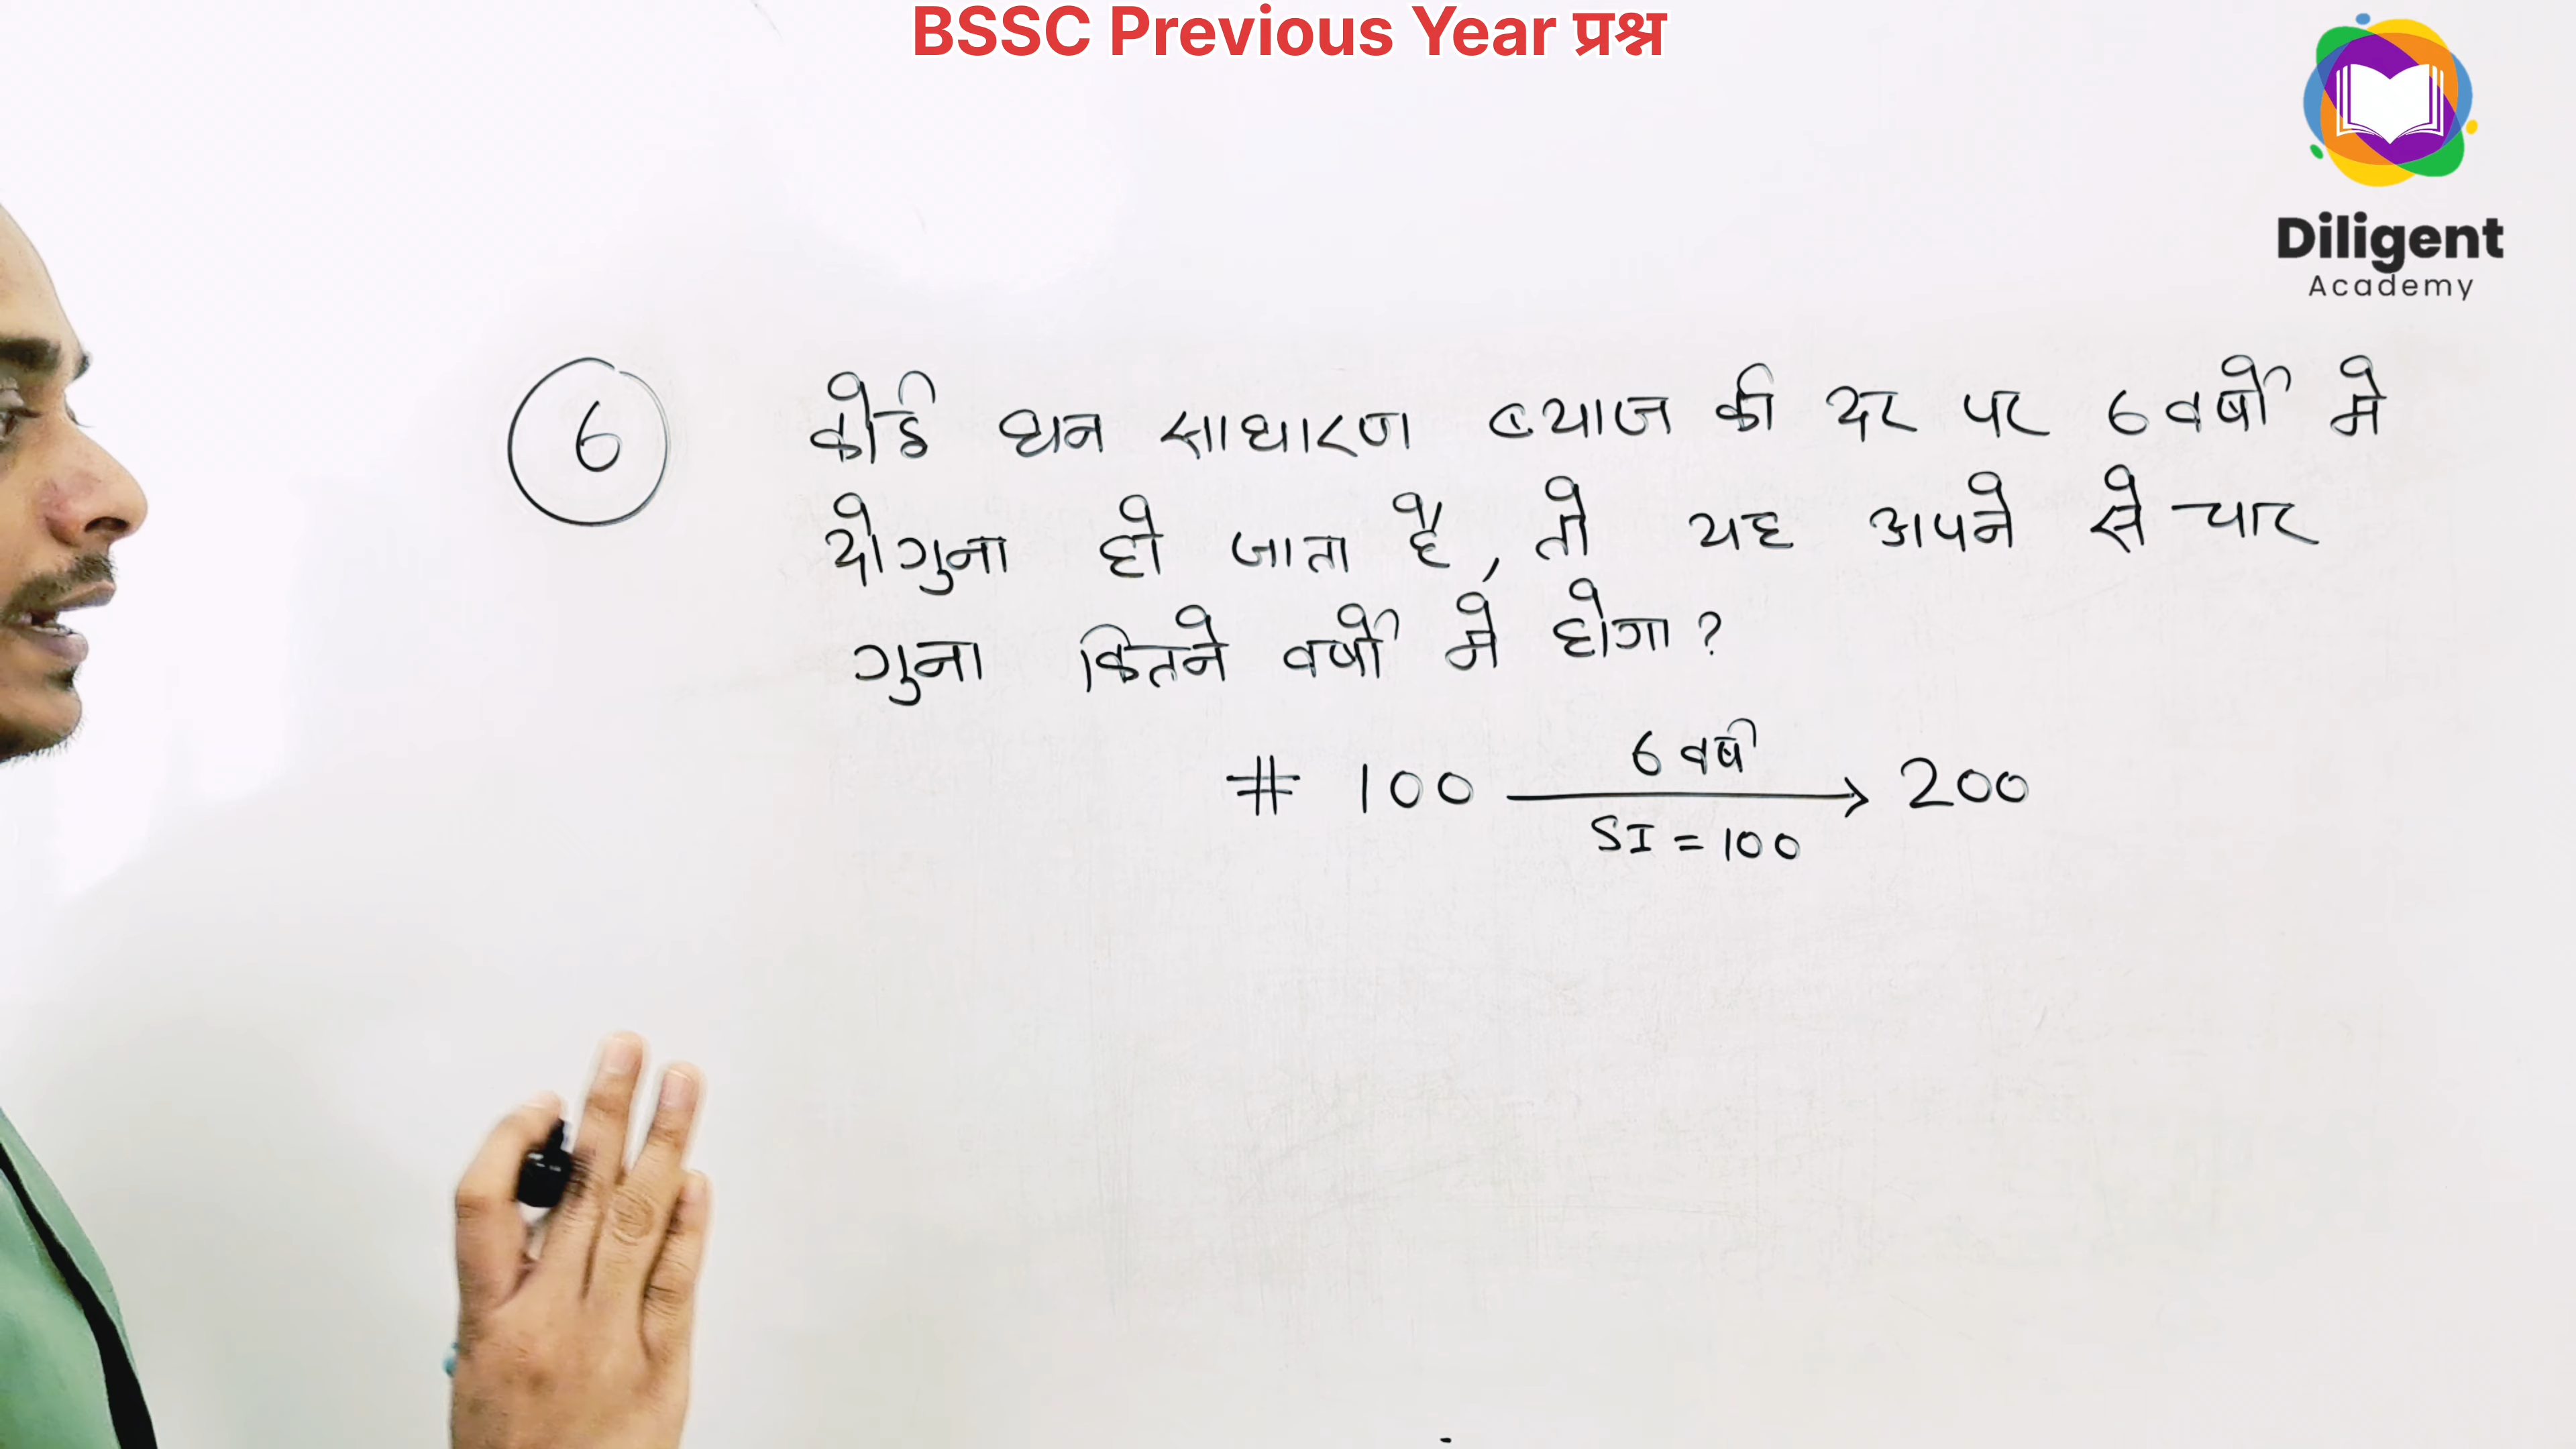 BSSC Previous Year प्रश्न
Diligent
Academy
6 कोई धन साधारण ब्याज की दर पर 6 वर्षो मे
दोगुना हो जाता है, तो यह अपने से चार
गुना कितने वर्षो मे होगा ?
# 100 6 वर्ष 200
SI = 100